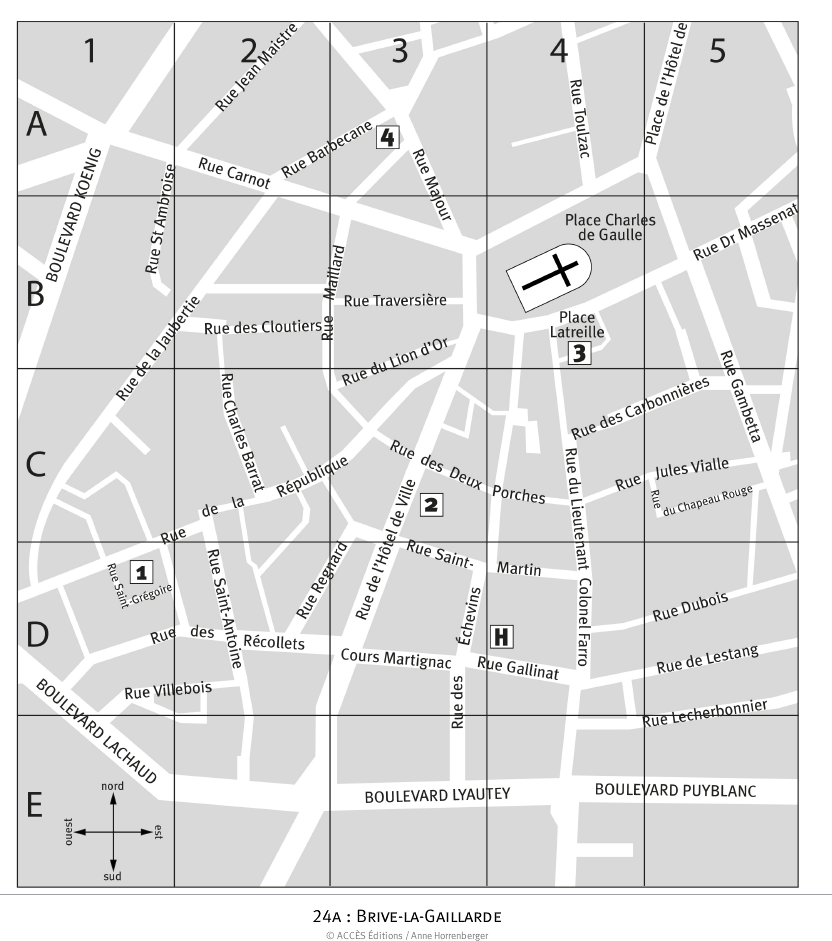 1
2
3
4
5
A
B
C
D
E
Rue Jean Maistre
Rue Toulzac
Place de l'Hôtel de
Rue Barbecane
4
Rue Carnot
Rue Majour
BOULEVARD KOENIG
Rue St Ambroise
Place Charles
de Gaulle
Rue Dr Massenat
Rue Maillard
Rue Traversière
Rue des Cloutiers
Rue de la Jaubertie
Place
Latreille
3
Rue du Lion d'Or
Rue Gambetta
Rue Charles Barrat
Rue des Carbonnières
Rue des Deux Porches
Rue Jules Vialle
Rue du Chapeau Rouge
Rue de la République
2
Rue de l'Hôtel de Ville
Rue du Lieutenant Colonel Farro
Rue Saint-Martin
1
Rue Saint-Grégoire
Rue Saint-Antoine
Rue Regnard
Rue des Échevins
H
Rue Dubois
Rue des Récollets
Cours Martignac
Rue Gallinat
Rue de Lestang
Rue Villebois
Rue Lecherbonnier
BOULEVARD LACHAUD
BOULEVARD LYAUTEY
BOULEVARD PUYBLANC
nord
ouest
est
sud
24A : BRIVE-LA-GAILLARDE
© ACCÈS Éditions / Anne Horrenberger